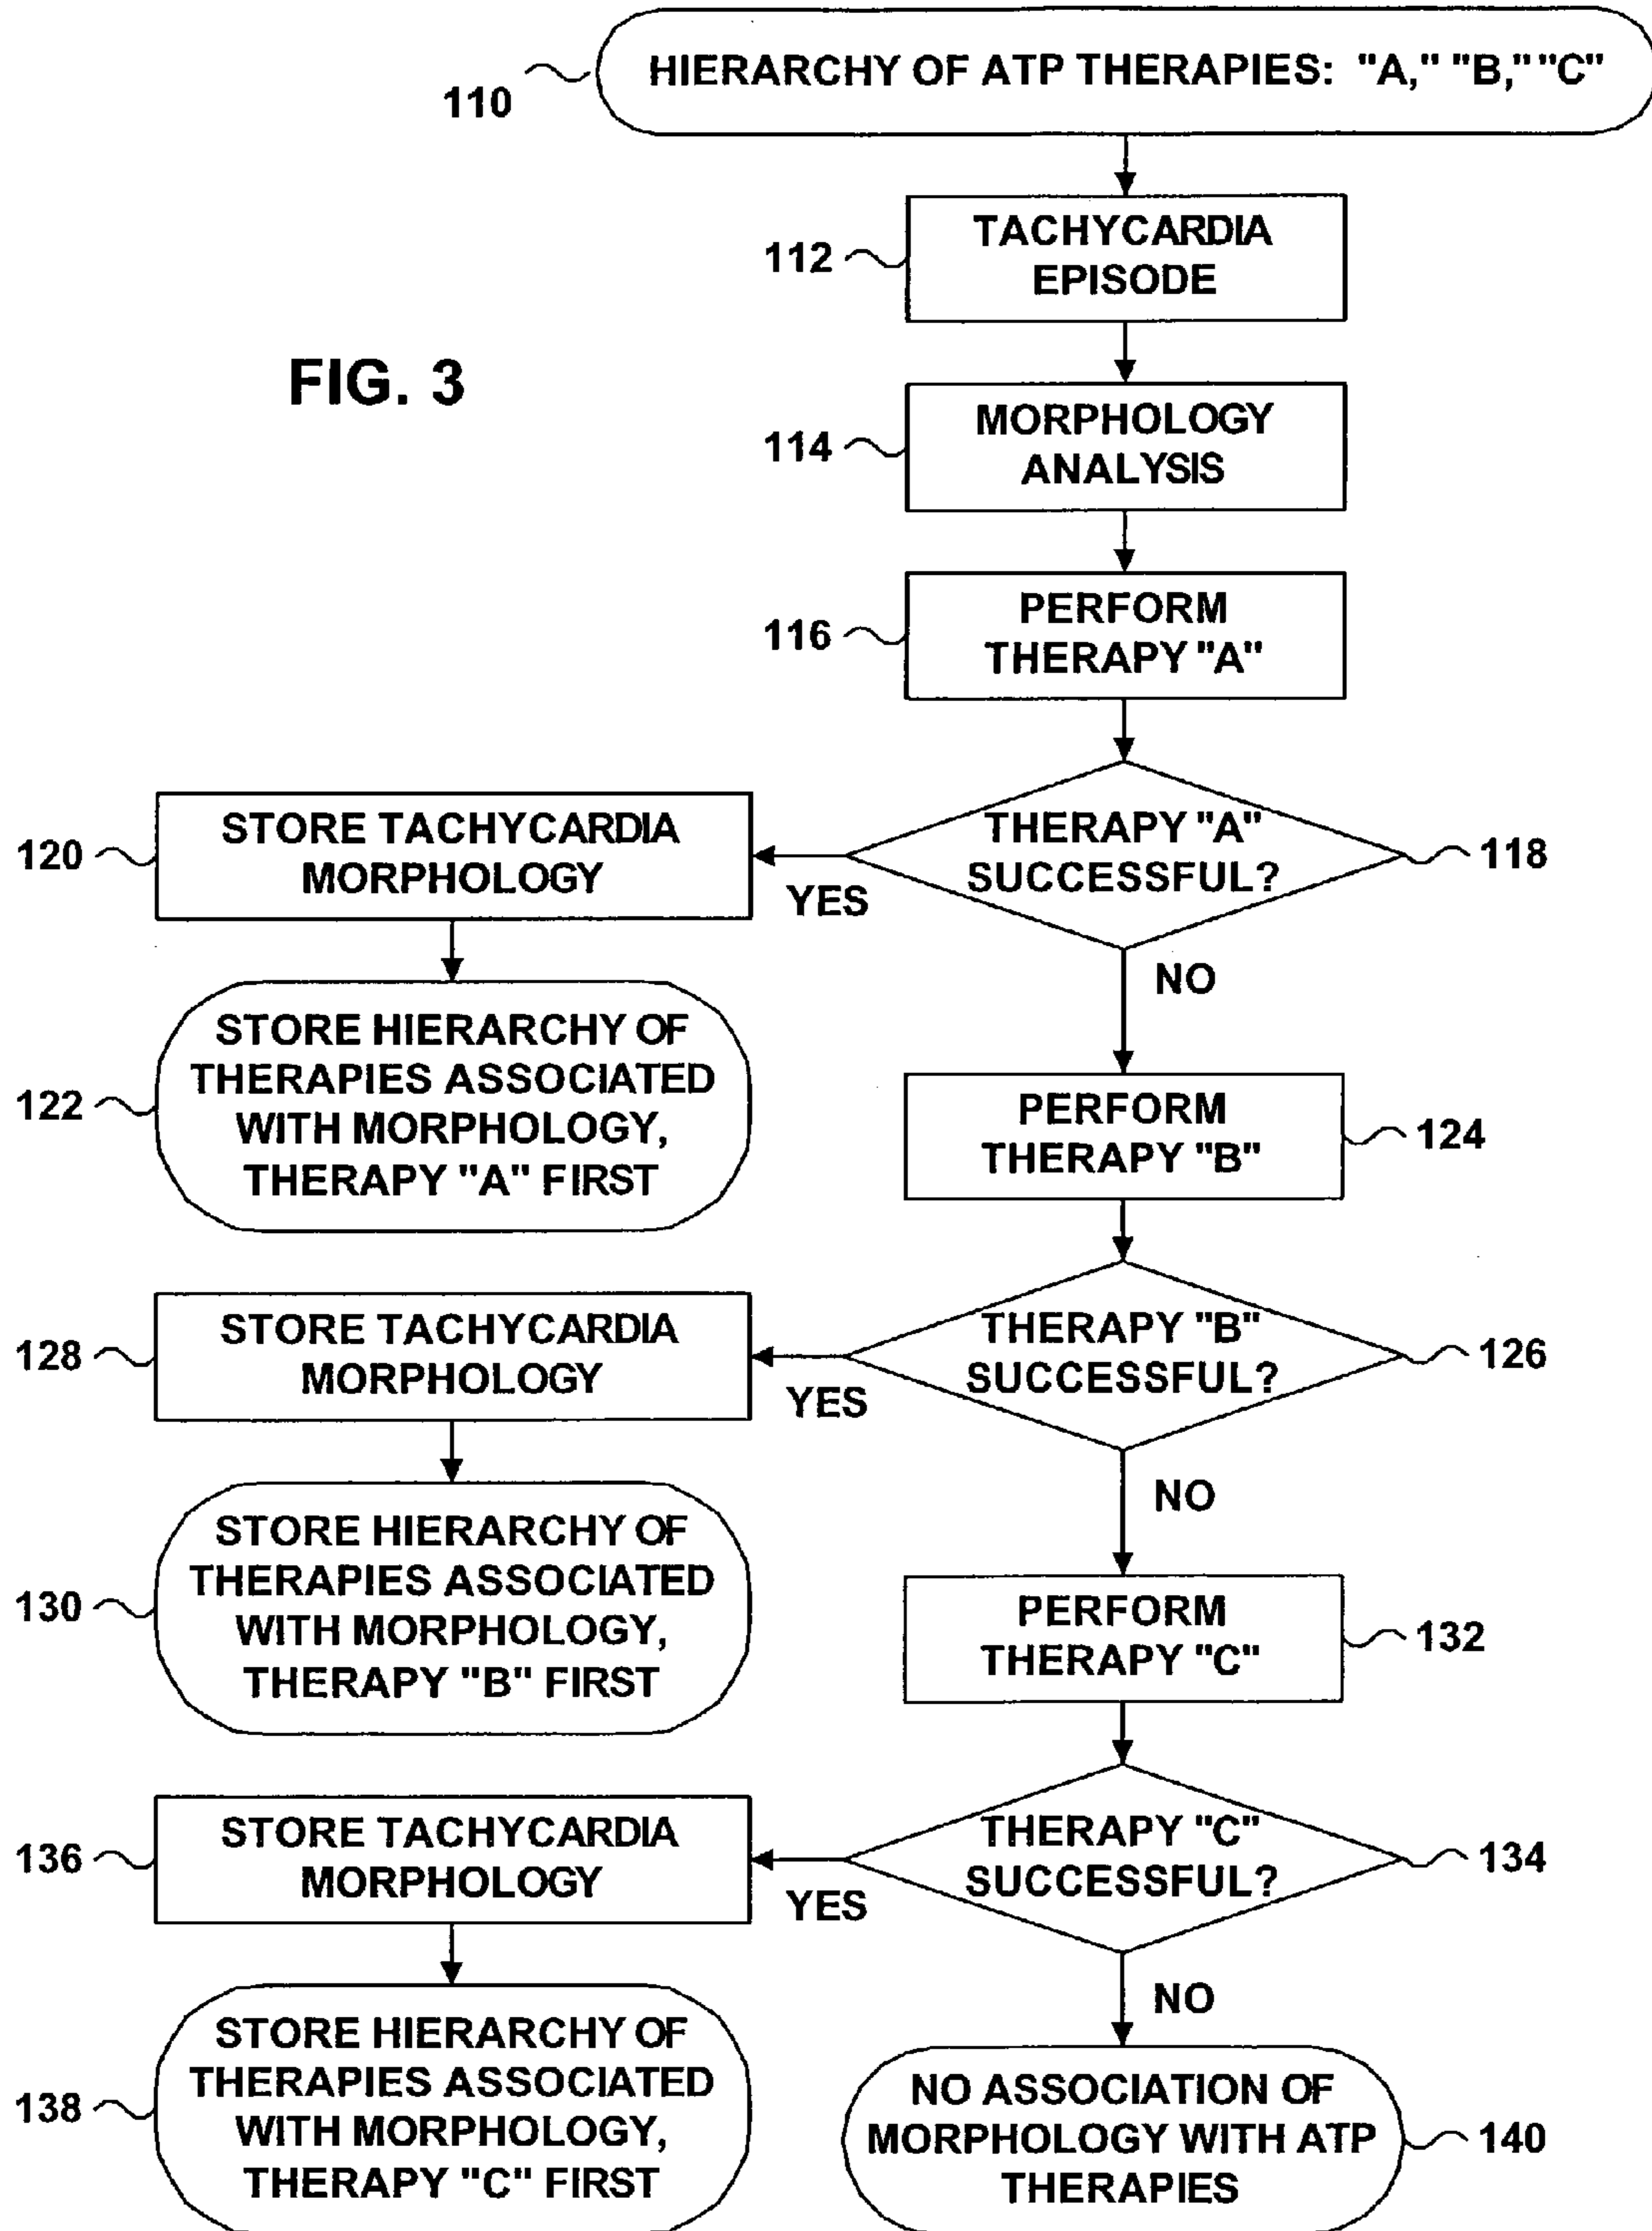 110
HIERARCHY OF ATP THERAPIES: "A," "B," "C"
112
TACHYCARDIA
EPISODE
FIG. 3
114
MORPHOLOGY
ANALYSIS
116
PERFORM
THERAPY "A"
THERAPY "A"
SUCCESSFUL?
118
YES
NO
120
STORE TACHYCARDIA
MORPHOLOGY
122
STORE HIERARCHY OF
THERAPIES ASSOCIATED
WITH MORPHOLOGY,
THERAPY "A" FIRST
PERFORM
THERAPY "B"
124
THERAPY "B"
SUCCESSFUL?
126
YES
NO
128
STORE TACHYCARDIA
MORPHOLOGY
130
STORE HIERARCHY OF
THERAPIES ASSOCIATED
WITH MORPHOLOGY,
THERAPY "B" FIRST
PERFORM
THERAPY "C"
132
THERAPY "C"
SUCCESSFUL?
134
YES
NO
136
STORE TACHYCARDIA
MORPHOLOGY
138
STORE HIERARCHY OF
THERAPIES ASSOCIATED
WITH MORPHOLOGY,
THERAPY "C" FIRST
NO ASSOCIATION OF
MORPHOLOGY WITH ATP
THERAPIES
140